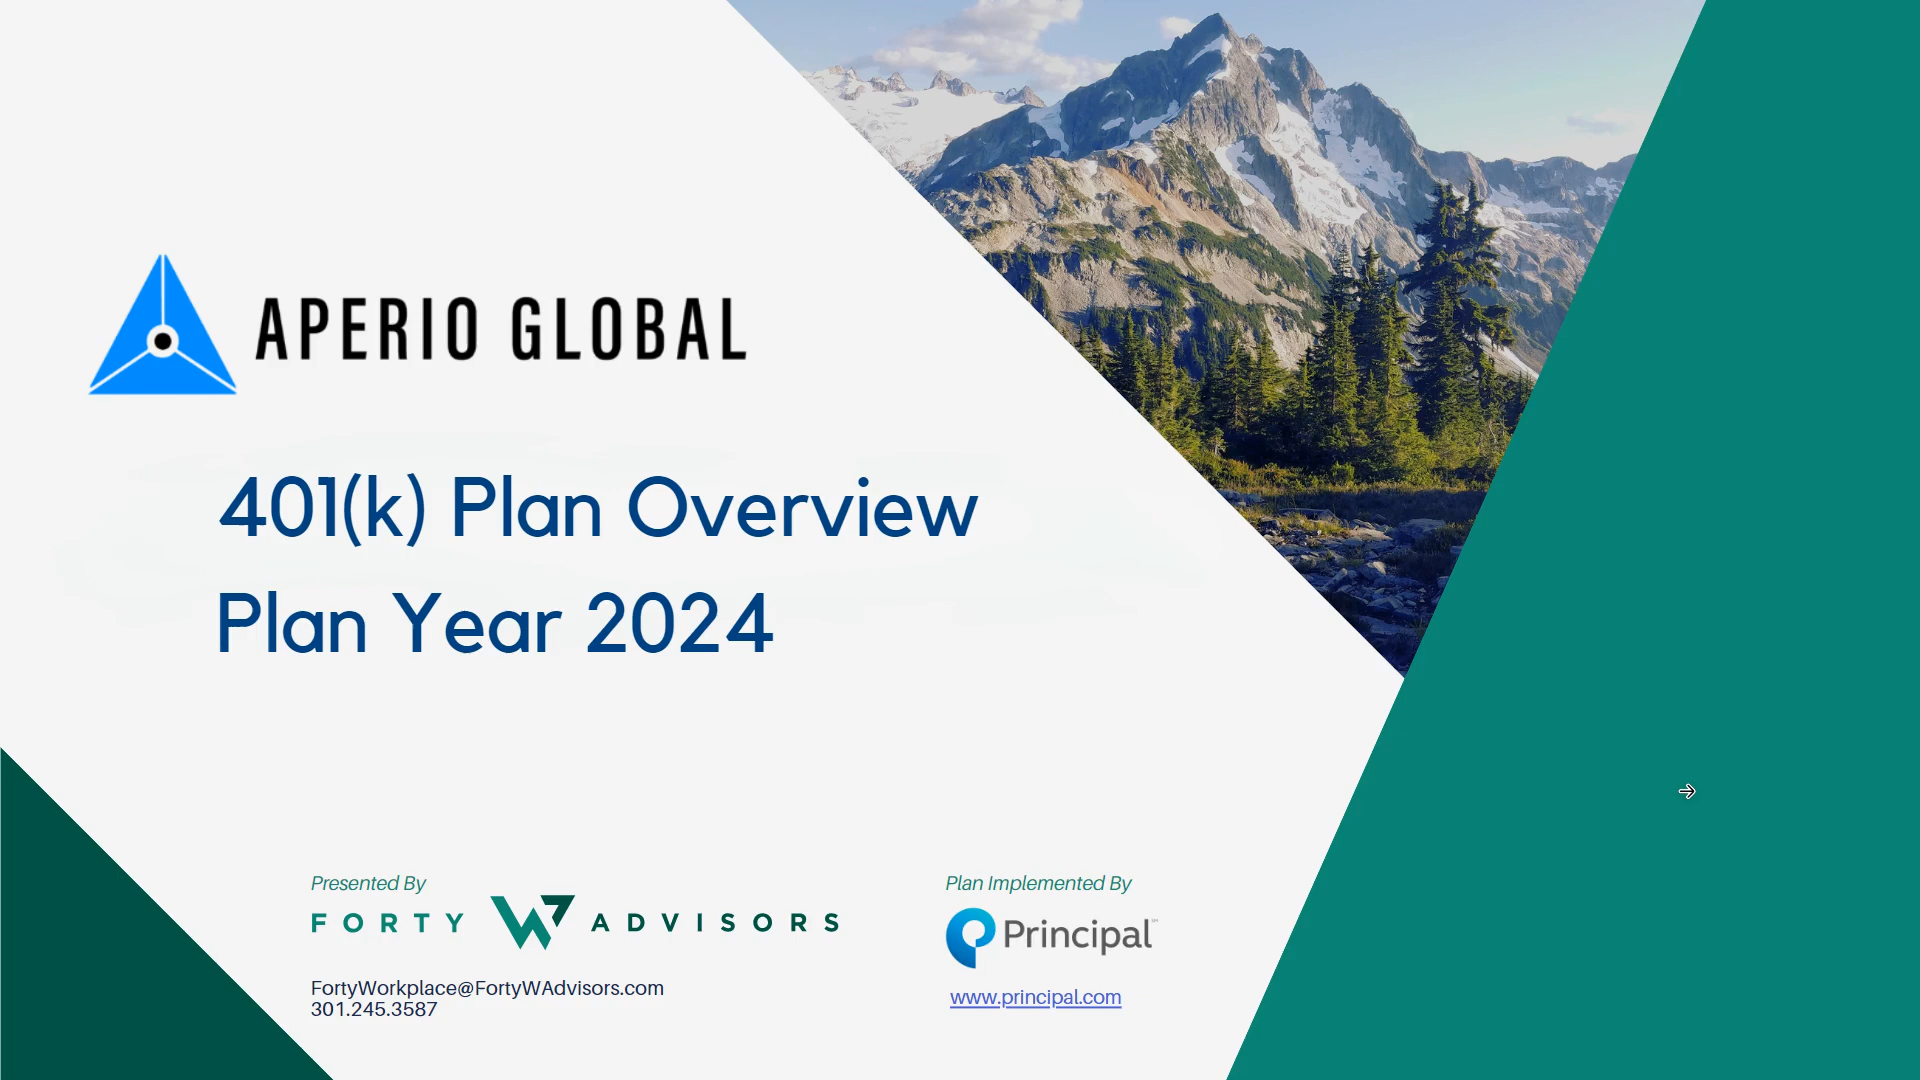 APERIO GLOBAL
401(k) Plan Overview
Plan Year 2024
Presented By
FORTY W ADVISORS
FortyWorkplace@FortyWAdvisors.com
301.245.3587
Plan Implemented By
Principal
www.principal.com